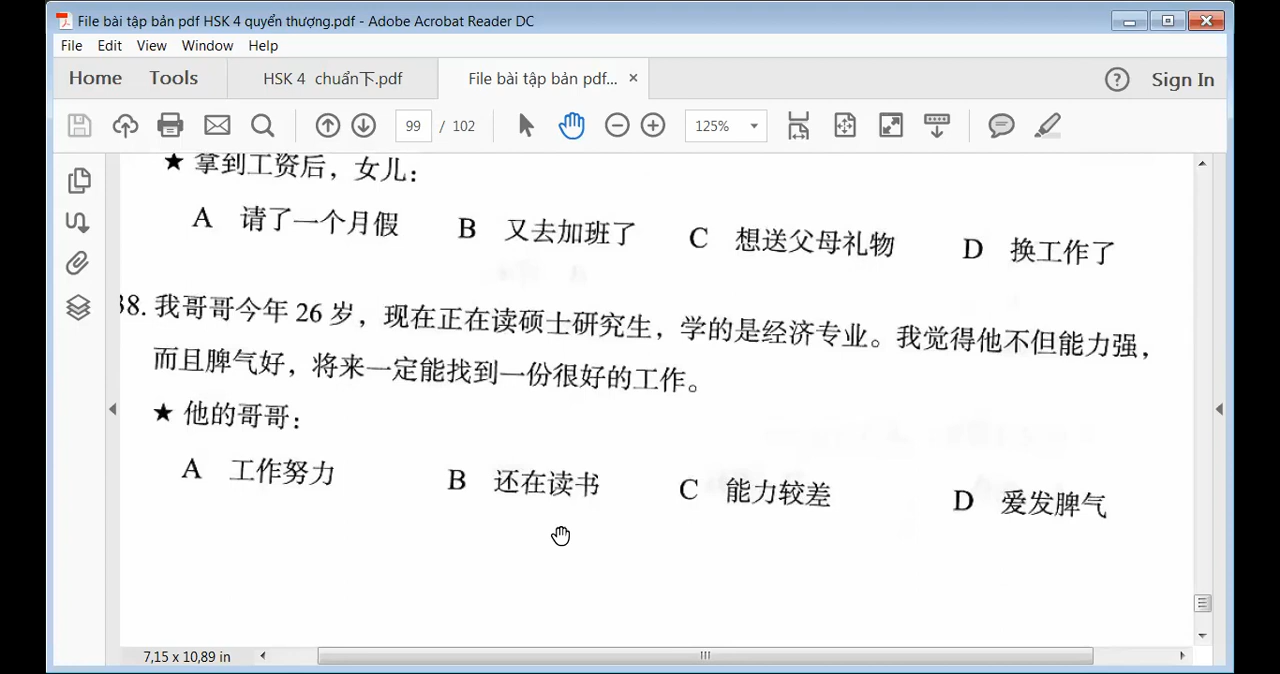 File bài tập bản pdf HSK 4 quyển thượng.pdf - Adobe Acrobat Reader DC
File Edit View Window Help
Home Tools HSK 4 chuẩn下.pdf File bài tập bản pdf... × ? Sign In
99 / 102 125%
★ 拿到工资后，女儿：
A 请了一个月假 B 又去加班了 C 想送父母礼物 D 换工作了
38. 我哥哥今年 26 岁，现在正在读硕士研究生，学的是经济专业。我觉得他不但能力强，
而且脾气好，将来一定能找到一份很好的工作。
★ 他的哥哥：
A 工作努力 B 还在读书 C 能力较差 D 爱发脾气
7,15 x 10,89 in